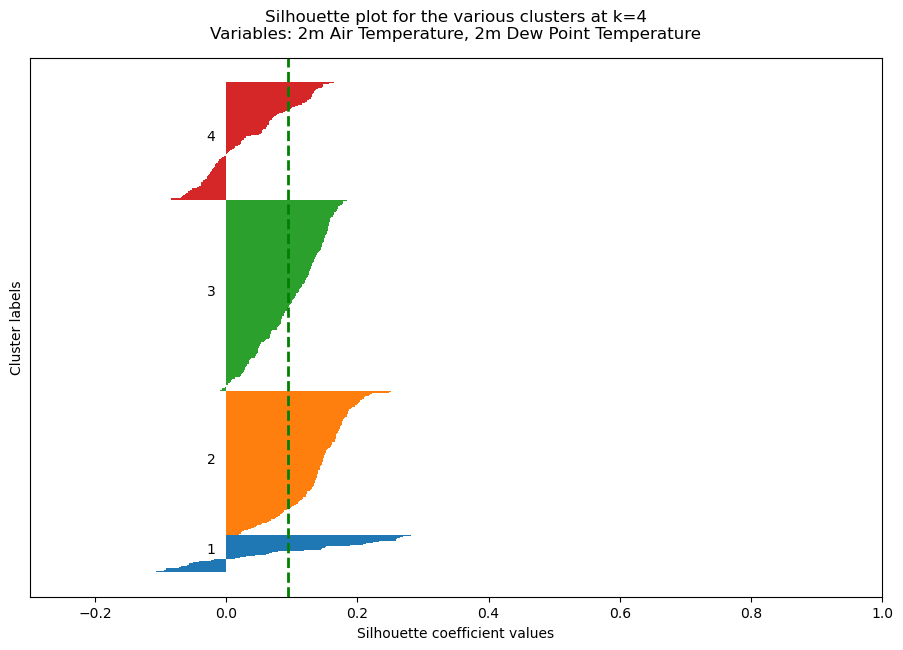 Silhouette plot for the various clusters at k=4
Variables: 2m Air Temperature, 2m Dew Point Temperature
Cluster labels
4
3
2
1
−0.2
0.0
0.2
0.4
0.6
0.8
1.0
Silhouette coefficient values